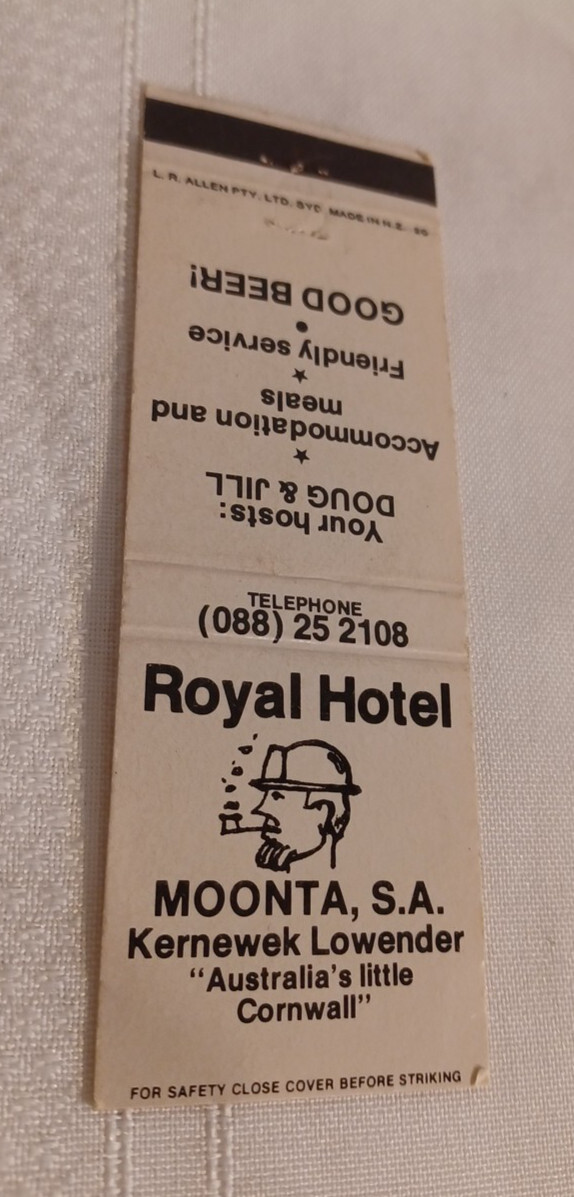 L. R. ALLEN PTY. LTD. SYD. MADE IN N.Z.
Your hosts:
DOUG & JILL
★
Accommodation and
meals
★
Friendly service
●
GOOD BEER!
TELEPHONE
(088) 25 2108
Royal Hotel
MOONTA, S.A.
Kernewek Lowender
“Australia's little
Cornwall”
FOR SAFETY CLOSE COVER BEFORE STRIKING